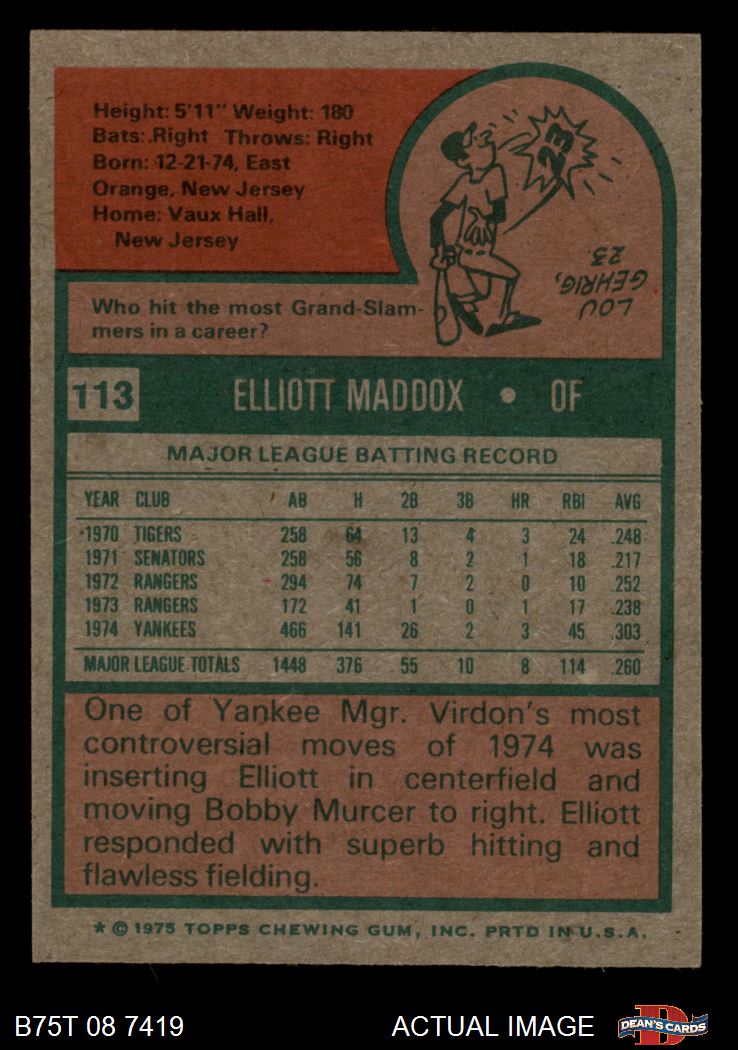 Height: 5'11" Weight: 180
Bats: Right Throws: Right
Born: 12-21-74, East
Orange, New Jersey
Home: Vaux Hall,
New Jersey
23
LOU
GEHRIG,
23.
Who hit the most Grand-Slam-
mers in a career?
113 ELLIOTT MADDOX • OF
MAJOR LEAGUE BATTING RECORD
YEAR CLUB AB H 2B 3B HR RBI AVG
1970 TIGERS 258 64 13 4 3 24 .248
1971 SENATORS 258 56 8 2 1 18 .217
1972 RANGERS 294 74 7 2 0 10 .252
1973 RANGERS 172 41 1 0 1 17 .238
1974 YANKEES 466 141 26 2 3 45 .303
MAJOR LEAGUE TOTALS 1448 376 55 10 8 114 .260
One of Yankee Mgr. Virdon's most
controversial moves of 1974 was
inserting Elliott in centerfield and
moving Bobby Murcer to right. Elliott
responded with superb hitting and
flawless fielding.
* © 1975 TOPPS CHEWING GUM, INC. PRTD IN U.S.A.
B75T 08 7419 ACTUAL IMAGE
D
DEAN'S CARDS